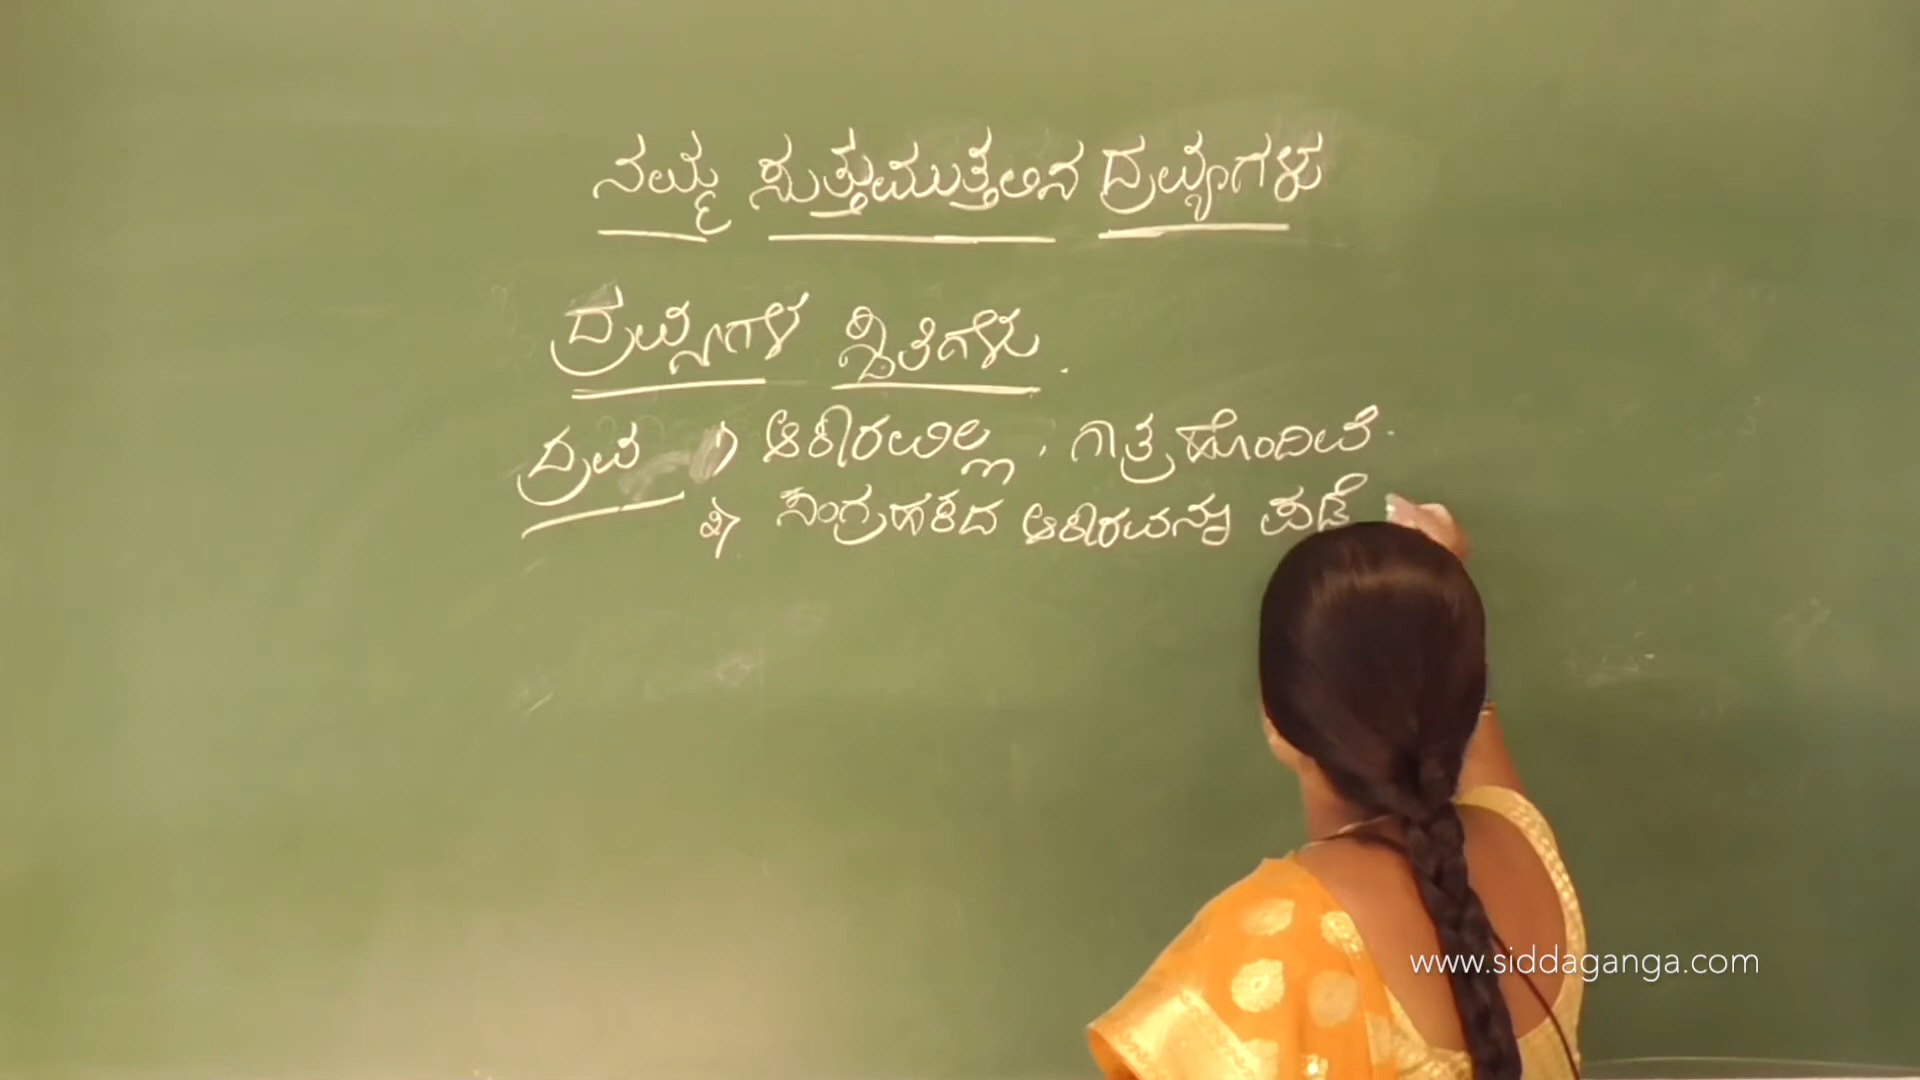 ನಮ್ಮ ಸುತ್ತಮುತ್ತಲಿನ ದ್ರವ್ಯಗಳು
ದ್ರವ್ಯಗಳ ಸ್ಥಿತಿಗಳು.
ದ್ರವ 1) ಆಕಾರವಿಲ್ಲ, ಗಾತ್ರ ಹೊಂದಿವೆ.
೨) ಸಂಗ್ರಹಕದ ಆಕಾರವನ್ನು ಪಡೆ
www.siddaganga.com